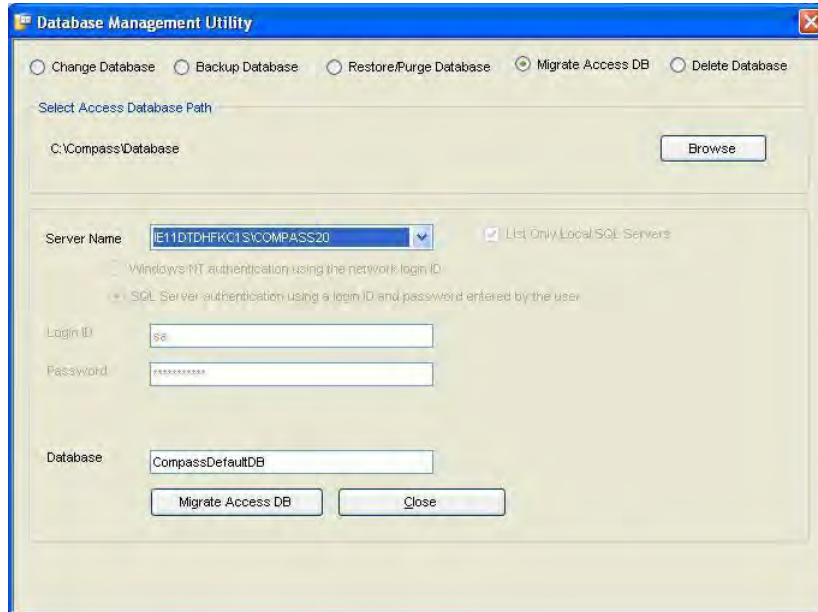 Database Management Utility
Change Database Backup Database Restore/Purge Database Migrate Access DB Delete Database
Select Access Database Path
C:\Compass\Database Browse
Server Name IE11DTDHFKC1S\COMPASS20 List Only Local SQL Servers
Windows NT authentication using the network login ID
SQL Server authentication using a login ID and password entered by the user
Login ID sa
Password ***********
Database CompassDefaultDB
Migrate Access DB Close